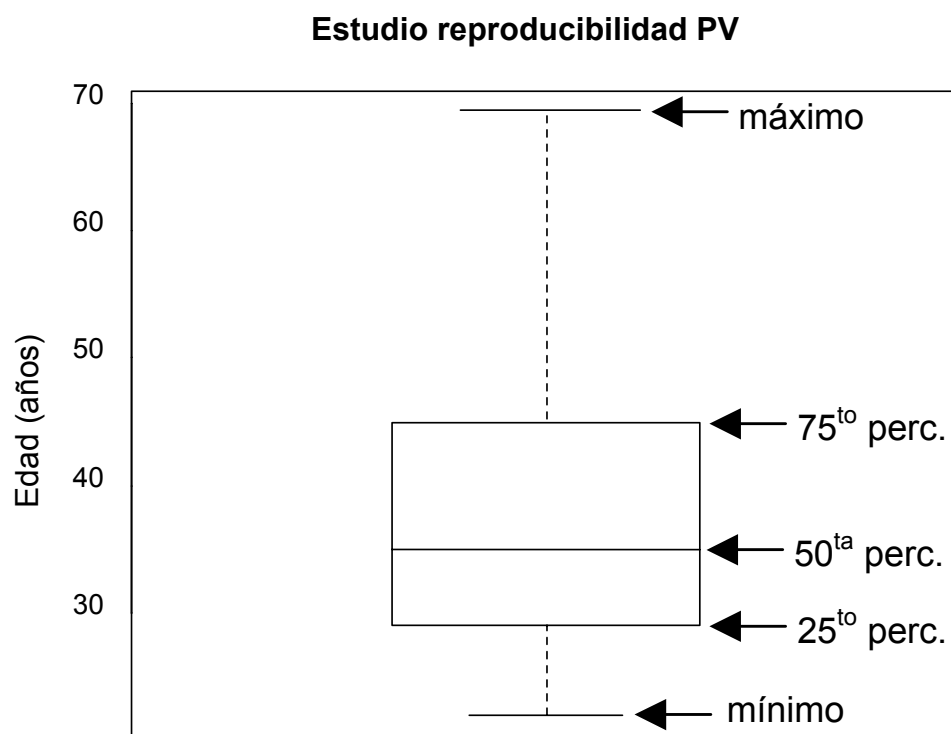 Estudio reproducibilidad PV
70
máximo
60
50
75to perc.
Edad (años)
40
50ta perc.
30
25to perc.
mínimo